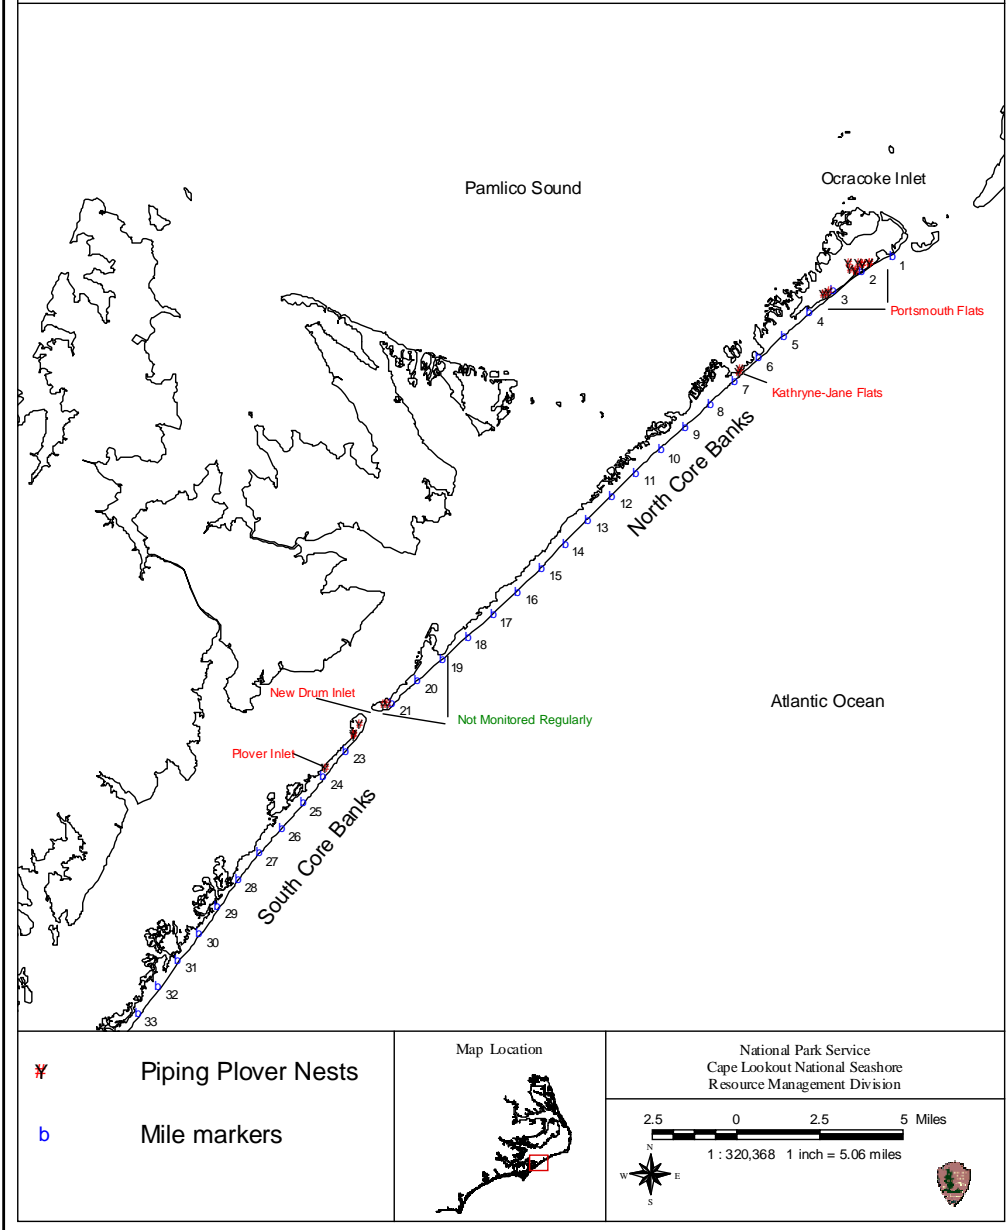 Pamlico Sound
Ocracoke Inlet
b 1
b 2
b 3
b 4
Portsmouth Flats
b 5
b 6
b 7
Kathryne-Jane Flats
b 8
b 9
b 10
b 11
b 12
b 13
North Core Banks
b 14
b 15
b 16
b 17
b 18
b 19
b 20
New Drum Inlet
b 21
Not Monitored Regularly
Atlantic Ocean
Plover Inlet
b 23
b 24
b 25
b 26
b 27
b 28
South Core Banks
b 29
b 30
b 31
b 32
b 33
¥ Piping Plover Nests
b Mile markers
Map Location
National Park Service
Cape Lookout National Seashore
Resource Management Division
2.5 0 2.5 5 Miles
1 : 320,368 1 inch = 5.06 miles
N
W E
S